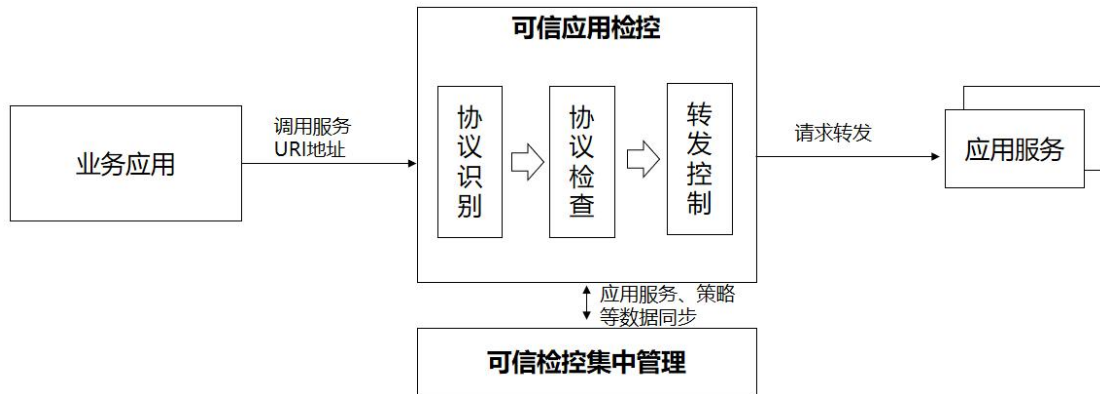 可信应用检控
业务应用
调用服务
URI地址
协议识别
协议检查
转发控制
请求转发
应用服务
应用服务、策略
等数据同步
可信检控集中管理